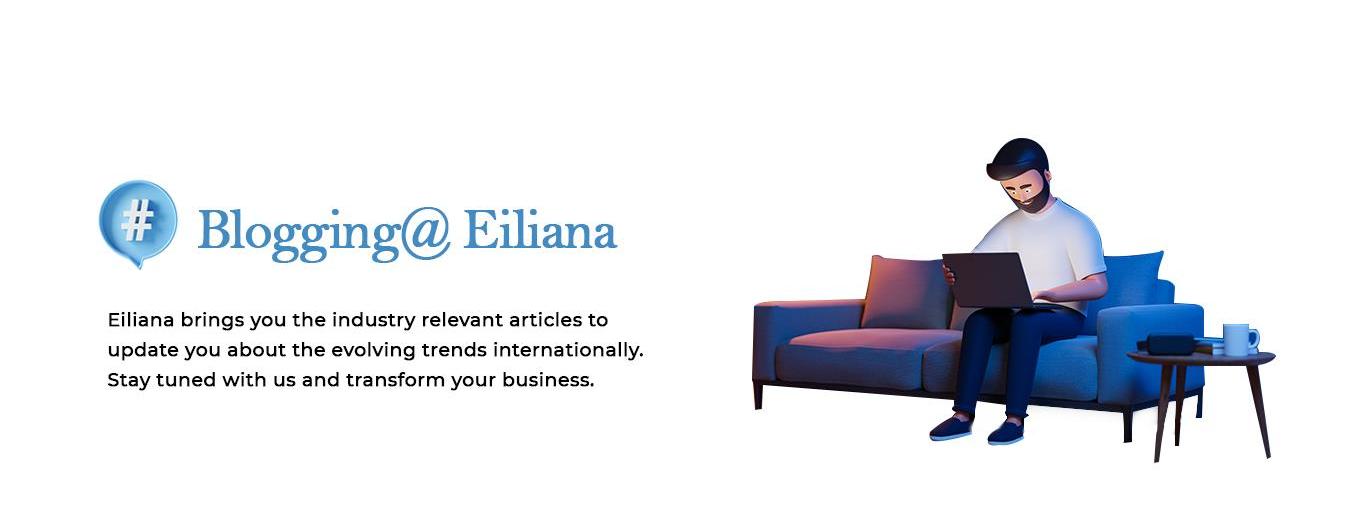 #
Blogging@ Eiliana
Eiliana brings you the industry relevant articles to
update you about the evolving trends internationally.
Stay tuned with us and transform your business.